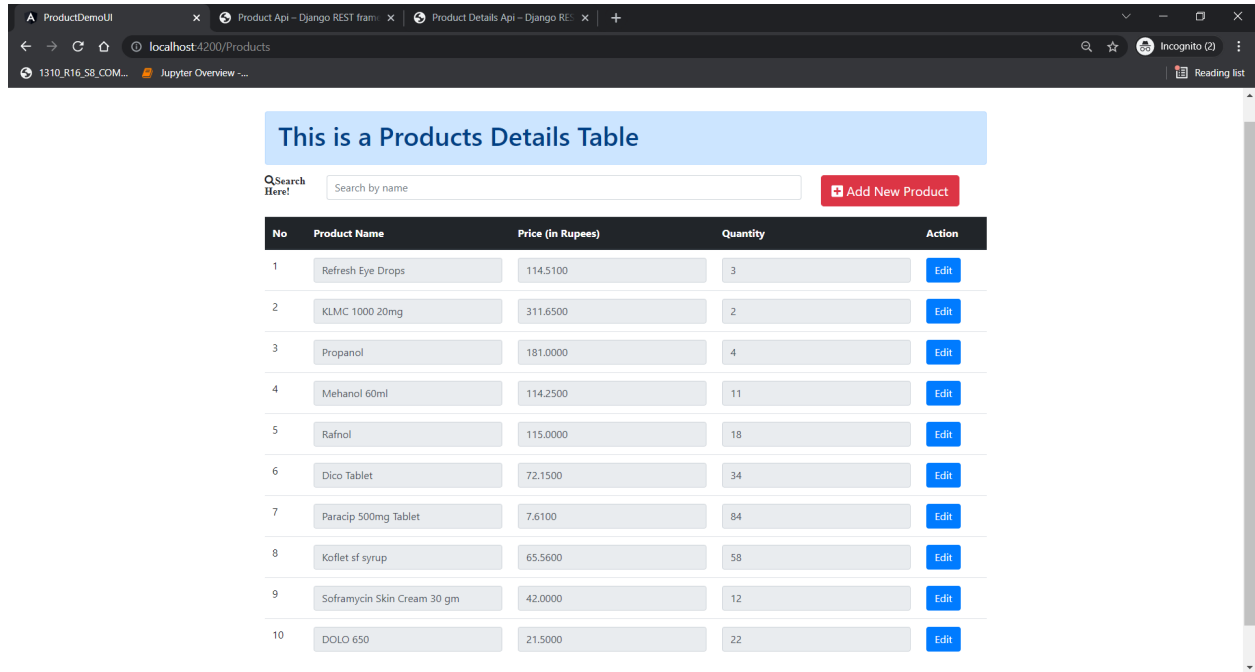 ProductDemoUI
Product Api – Django REST fram
Product Details Api – Django RES
localhost:4200/Products
Incognito (2)
1310_R16_S8_COM...
Jupyter Overview -...
Reading list
This is a Products Details Table
Search
Here!
Search by name
Add New Product
No Product Name Price (in Rupees) Quantity Action
1 Refresh Eye Drops 114.5100 3 Edit
2 KLMC 1000 20mg 311.6500 2 Edit
3 Propanol 181.0000 4 Edit
4 Mehanol 60ml 114.2500 11 Edit
5 Rafnol 115.0000 18 Edit
6 Dico Tablet 72.1500 34 Edit
7 Paracip 500mg Tablet 7.6100 84 Edit
8 Koflet sf syrup 65.5600 58 Edit
9 Soframycin Skin Cream 30 gm 42.0000 12 Edit
10 DOLO 650 21.5000 22 Edit